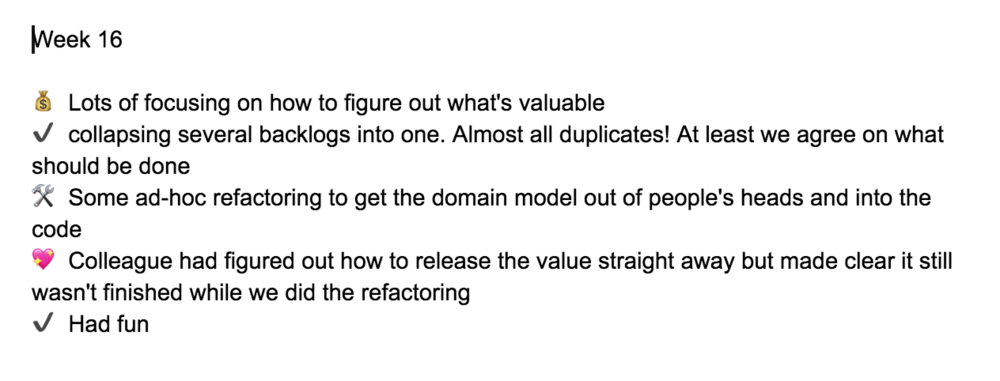 Week 16
💰 Lots of focusing on how to figure out what's valuable
✔️ collapsing several backlogs into one. Almost all duplicates! At least we agree on what
should be done
🛠️ Some ad-hoc refactoring to get the domain model out of people's heads and into the
code
💖 Colleague had figured out how to release the value straight away but made clear it still
wasn't finished while we did the refactoring
✔️ Had fun